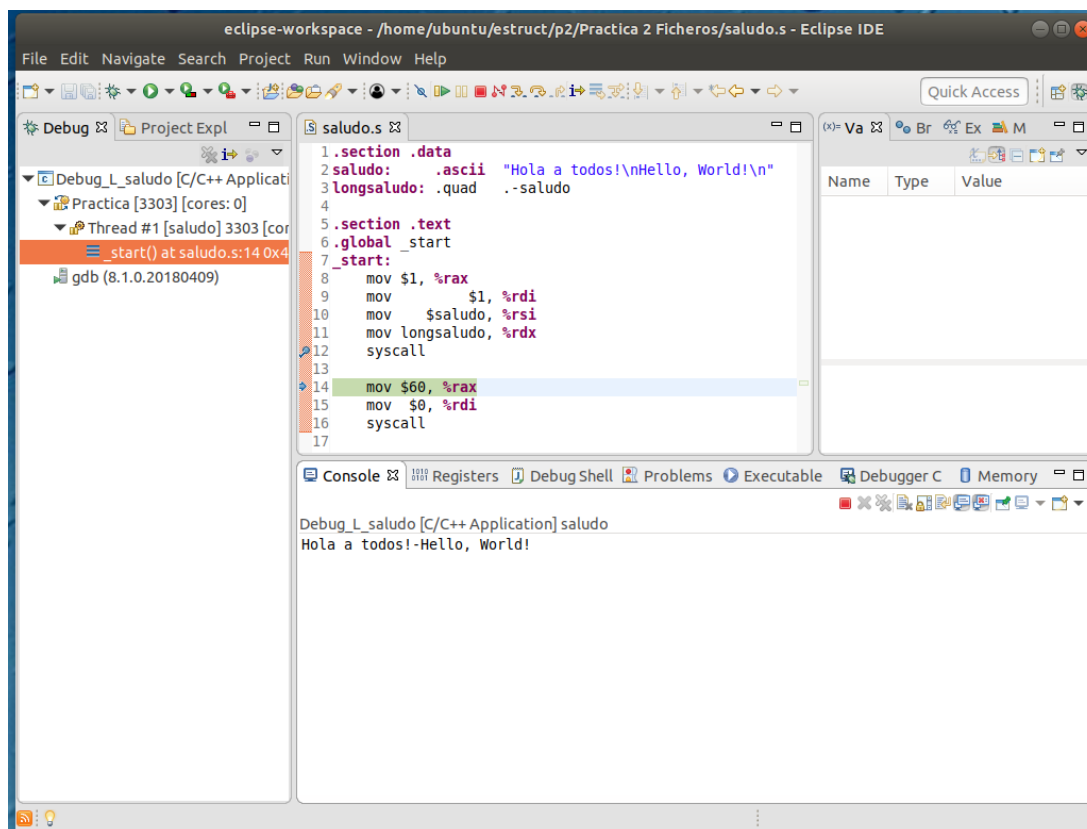 eclipse-workspace - /home/ubuntu/estruct/p2/Practica 2 Ficheros/saludo.s - Eclipse IDE
File Edit Navigate Search Project Run Window Help
Quick Access
Debug
Project Expl
▼ Debug_L_saludo [C/C++ Applicati
▼ Practica [3303] [cores: 0]
▼ Thread #1 [saludo] 3303 [cor
_start() at saludo.s:14 0x4
gdb (8.1.0.20180409)
saludo.s
1 .section .data
2 saludo: .ascii "Hola a todos!\nHello, World!\n"
3 longsaludo: .quad .-saludo
4
5 .section .text
6 .global _start
7 _start:
8 mov $1, %rax
9 mov $1, %rdi
10 mov $saludo, %rsi
11 mov longsaludo, %rdx
12 syscall
13
14 mov $60, %rax
15 mov $0, %rdi
16 syscall
17
(x)= Va Br Ex M
Name Type Value
Console Registers Debug Shell Problems Executable Debugger C Memory
Debug_L_saludo [C/C++ Application] saludo
Hola a todos!-Hello, World!